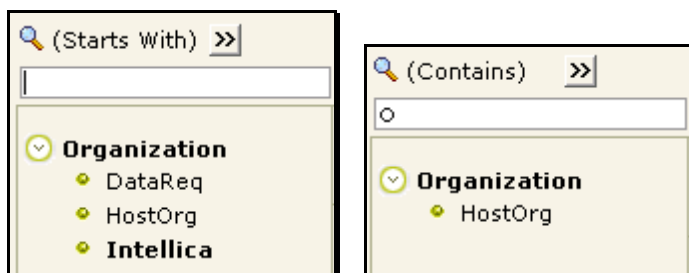 (Starts With) >>
Organization
DataReq
HostOrg
Intellica
(Contains) >>
o
Organization
HostOrg